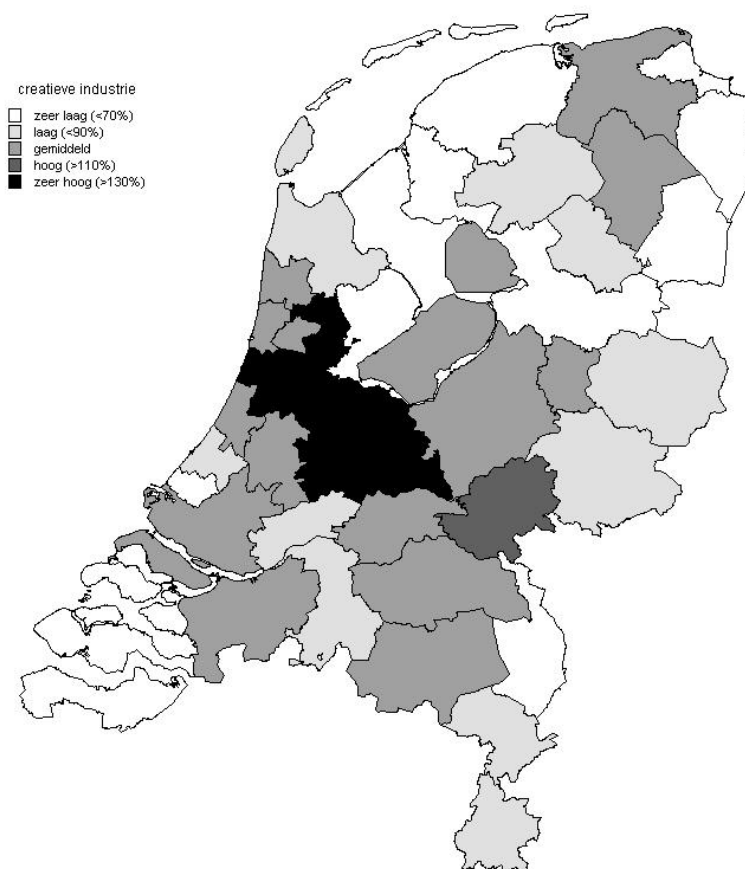 creatieve industrie
zeer laag (<70%)
laag (<90%)
gemiddeld
hoog (>110%)
zeer hoog (>130%)